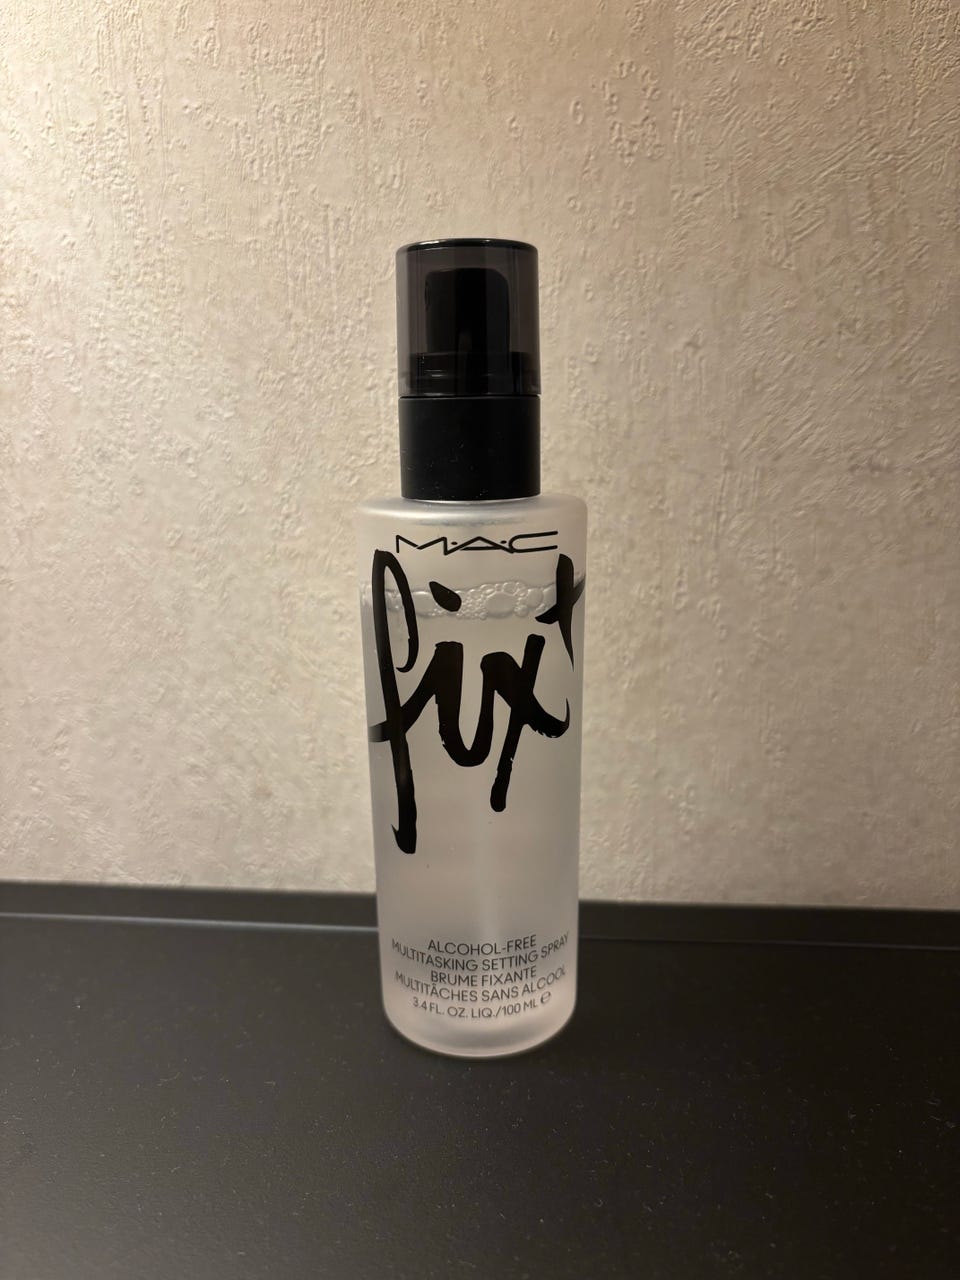 M·A·C
fix+
ALCOHOL-FREE
MULTITASKING SETTING SPRAY
BRUME FIXANTE
MULTITÂCHES SANS ALCOOL
3.4 FL. OZ. LIQ./100 ML ℮